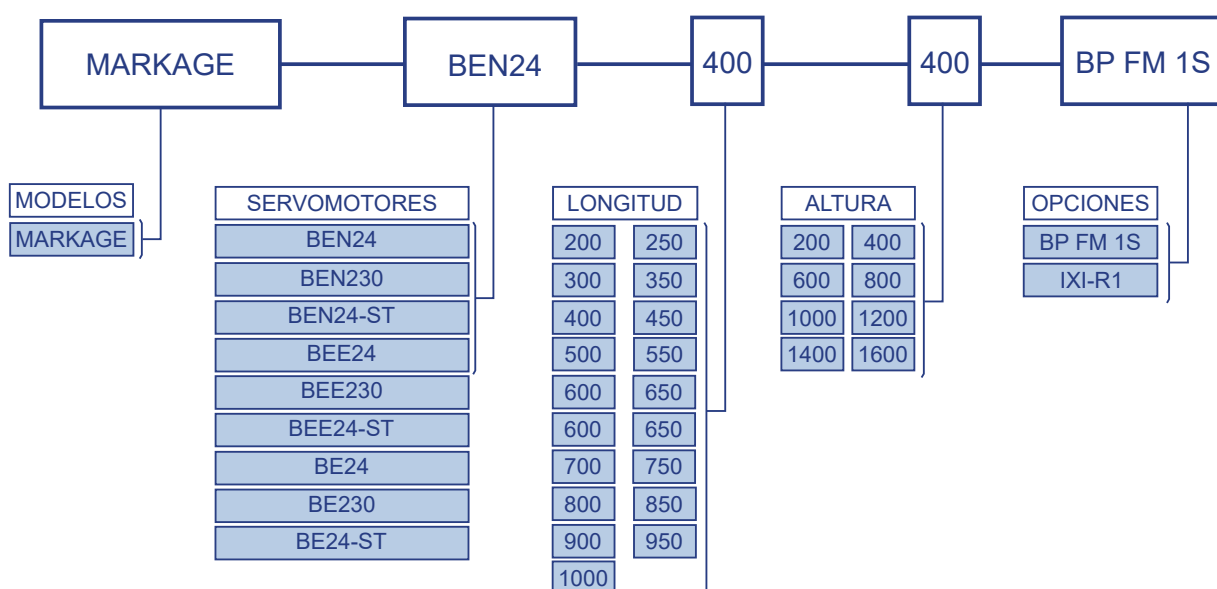 MARKAGE BEN24 400 400 BP FM 1S
MODELOS
MARKAGE
SERVOMOTORES
BEN24
BEN230
BEN24-ST
BEE24
BEE230
BEE24-ST
BE24
BE230
BE24-ST
LONGITUD
200 250
300 350
400 450
500 550
600 650
600 650
700 750
800 850
900 950
1000
ALTURA
200 400
600 800
1000 1200
1400 1600
OPCIONES
BP FM 1S
IXI-R1